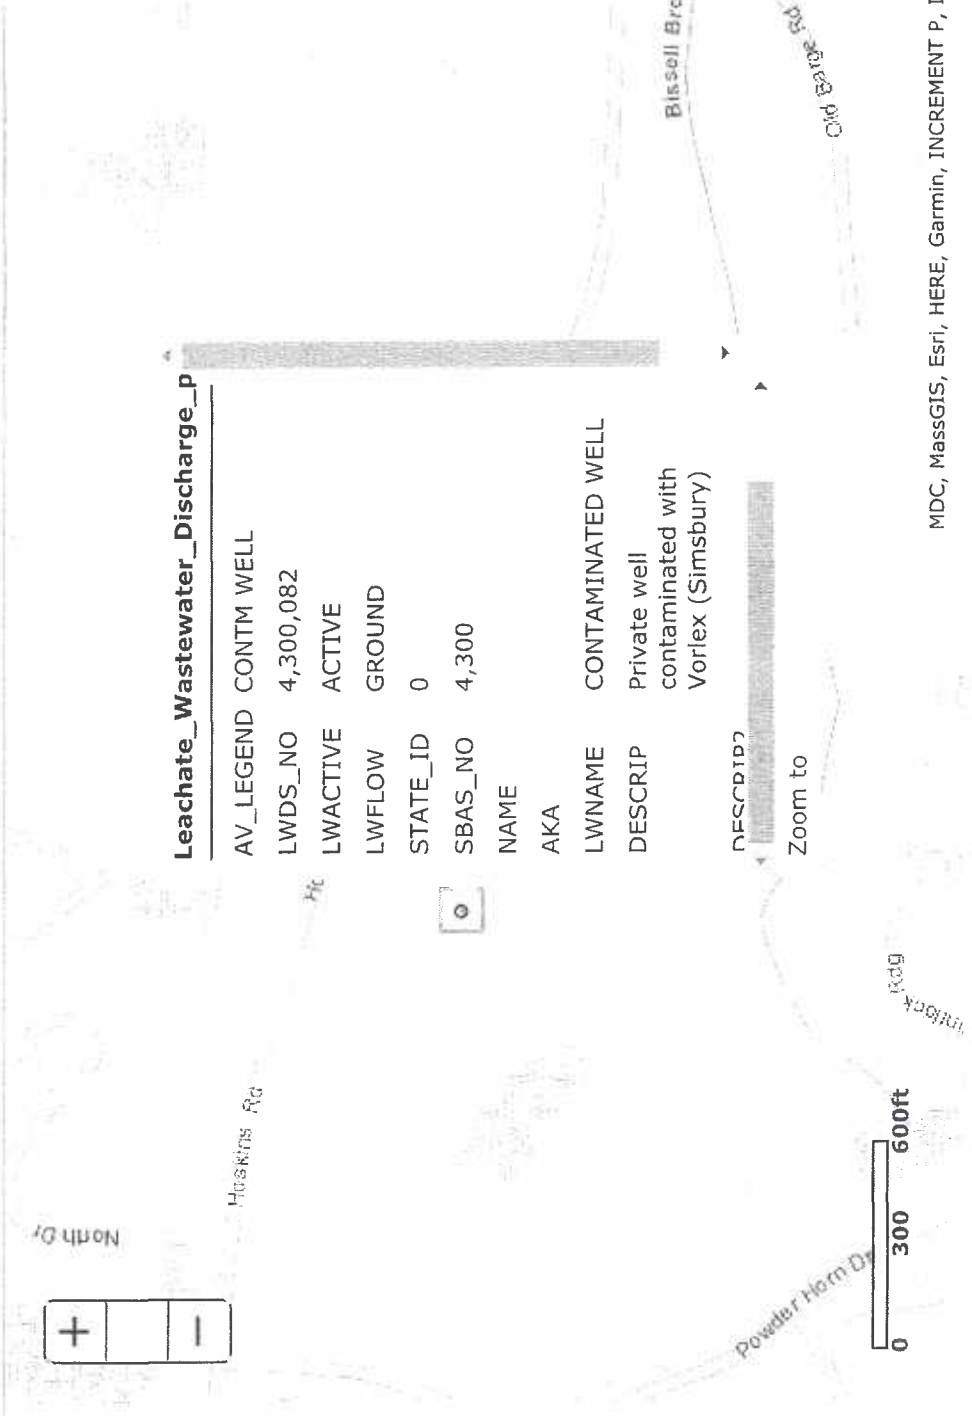 +
−
North Dr
Hoskins Rd
Leachate_Wastewater_Discharge_p
AV_LEGEND CONTM WELL
LWDS_NO 4,300,082
LWACTIVE ACTIVE
LWFLOW GROUND
STATE_ID 0
SBAS_NO 4,300
NAME
AKA
LWNAME CONTAMINATED WELL
DESCRIP Private well
contaminated with
Vorlex (Simsbury)
DESCRIP2
Zoom to
Bissell Bro
Old Barge Rd
Powder Horn Dr
Rdg
0 300 600ft
MDC, MassGIS, Esri, HERE, Garmin, INCREMENT P, I